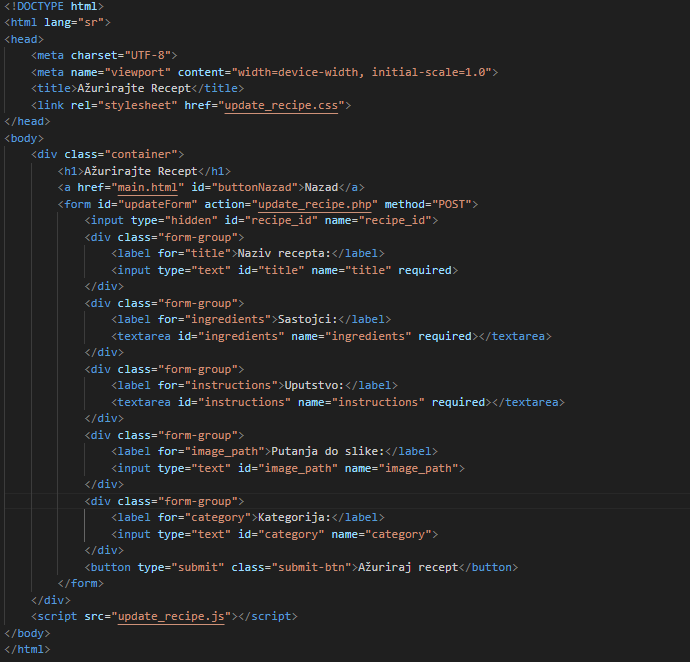 <!DOCTYPE html>
<html lang="sr">
<head>
    <meta charset="UTF-8">
    <meta name="viewport" content="width=device-width, initial-scale=1.0">
    <title>Ažurirajte Recept</title>
    <link rel="stylesheet" href="update_recipe.css">
</head>
<body>
    <div class="container">
        <h1>Ažurirajte Recept</h1>
        <a href="main.html" id="buttonNazad">Nazad</a>
        <form id="updateForm" action="update_recipe.php" method="POST">
            <input type="hidden" id="recipe_id" name="recipe_id">
            <div class="form-group">
                <label for="title">Naziv recepta:</label>
                <input type="text" id="title" name="title" required>
            </div>
            <div class="form-group">
                <label for="ingredients">Sastojci:</label>
                <textarea id="ingredients" name="ingredients" required></textarea>
            </div>
            <div class="form-group">
                <label for="instructions">Uputstvo:</label>
                <textarea id="instructions" name="instructions" required></textarea>
            </div>
            <div class="form-group">
                <label for="image_path">Putanja do slike:</label>
                <input type="text" id="image_path" name="image_path">
            </div>
            <div class="form-group">
                <label for="category">Kategorija:</label>
                <input type="text" id="category" name="category">
            </div>
            <button type="submit" class="submit-btn">Ažuriraj recept</button>
        </form>
    </div>
    <script src="update_recipe.js"></script>
</body>
</html>